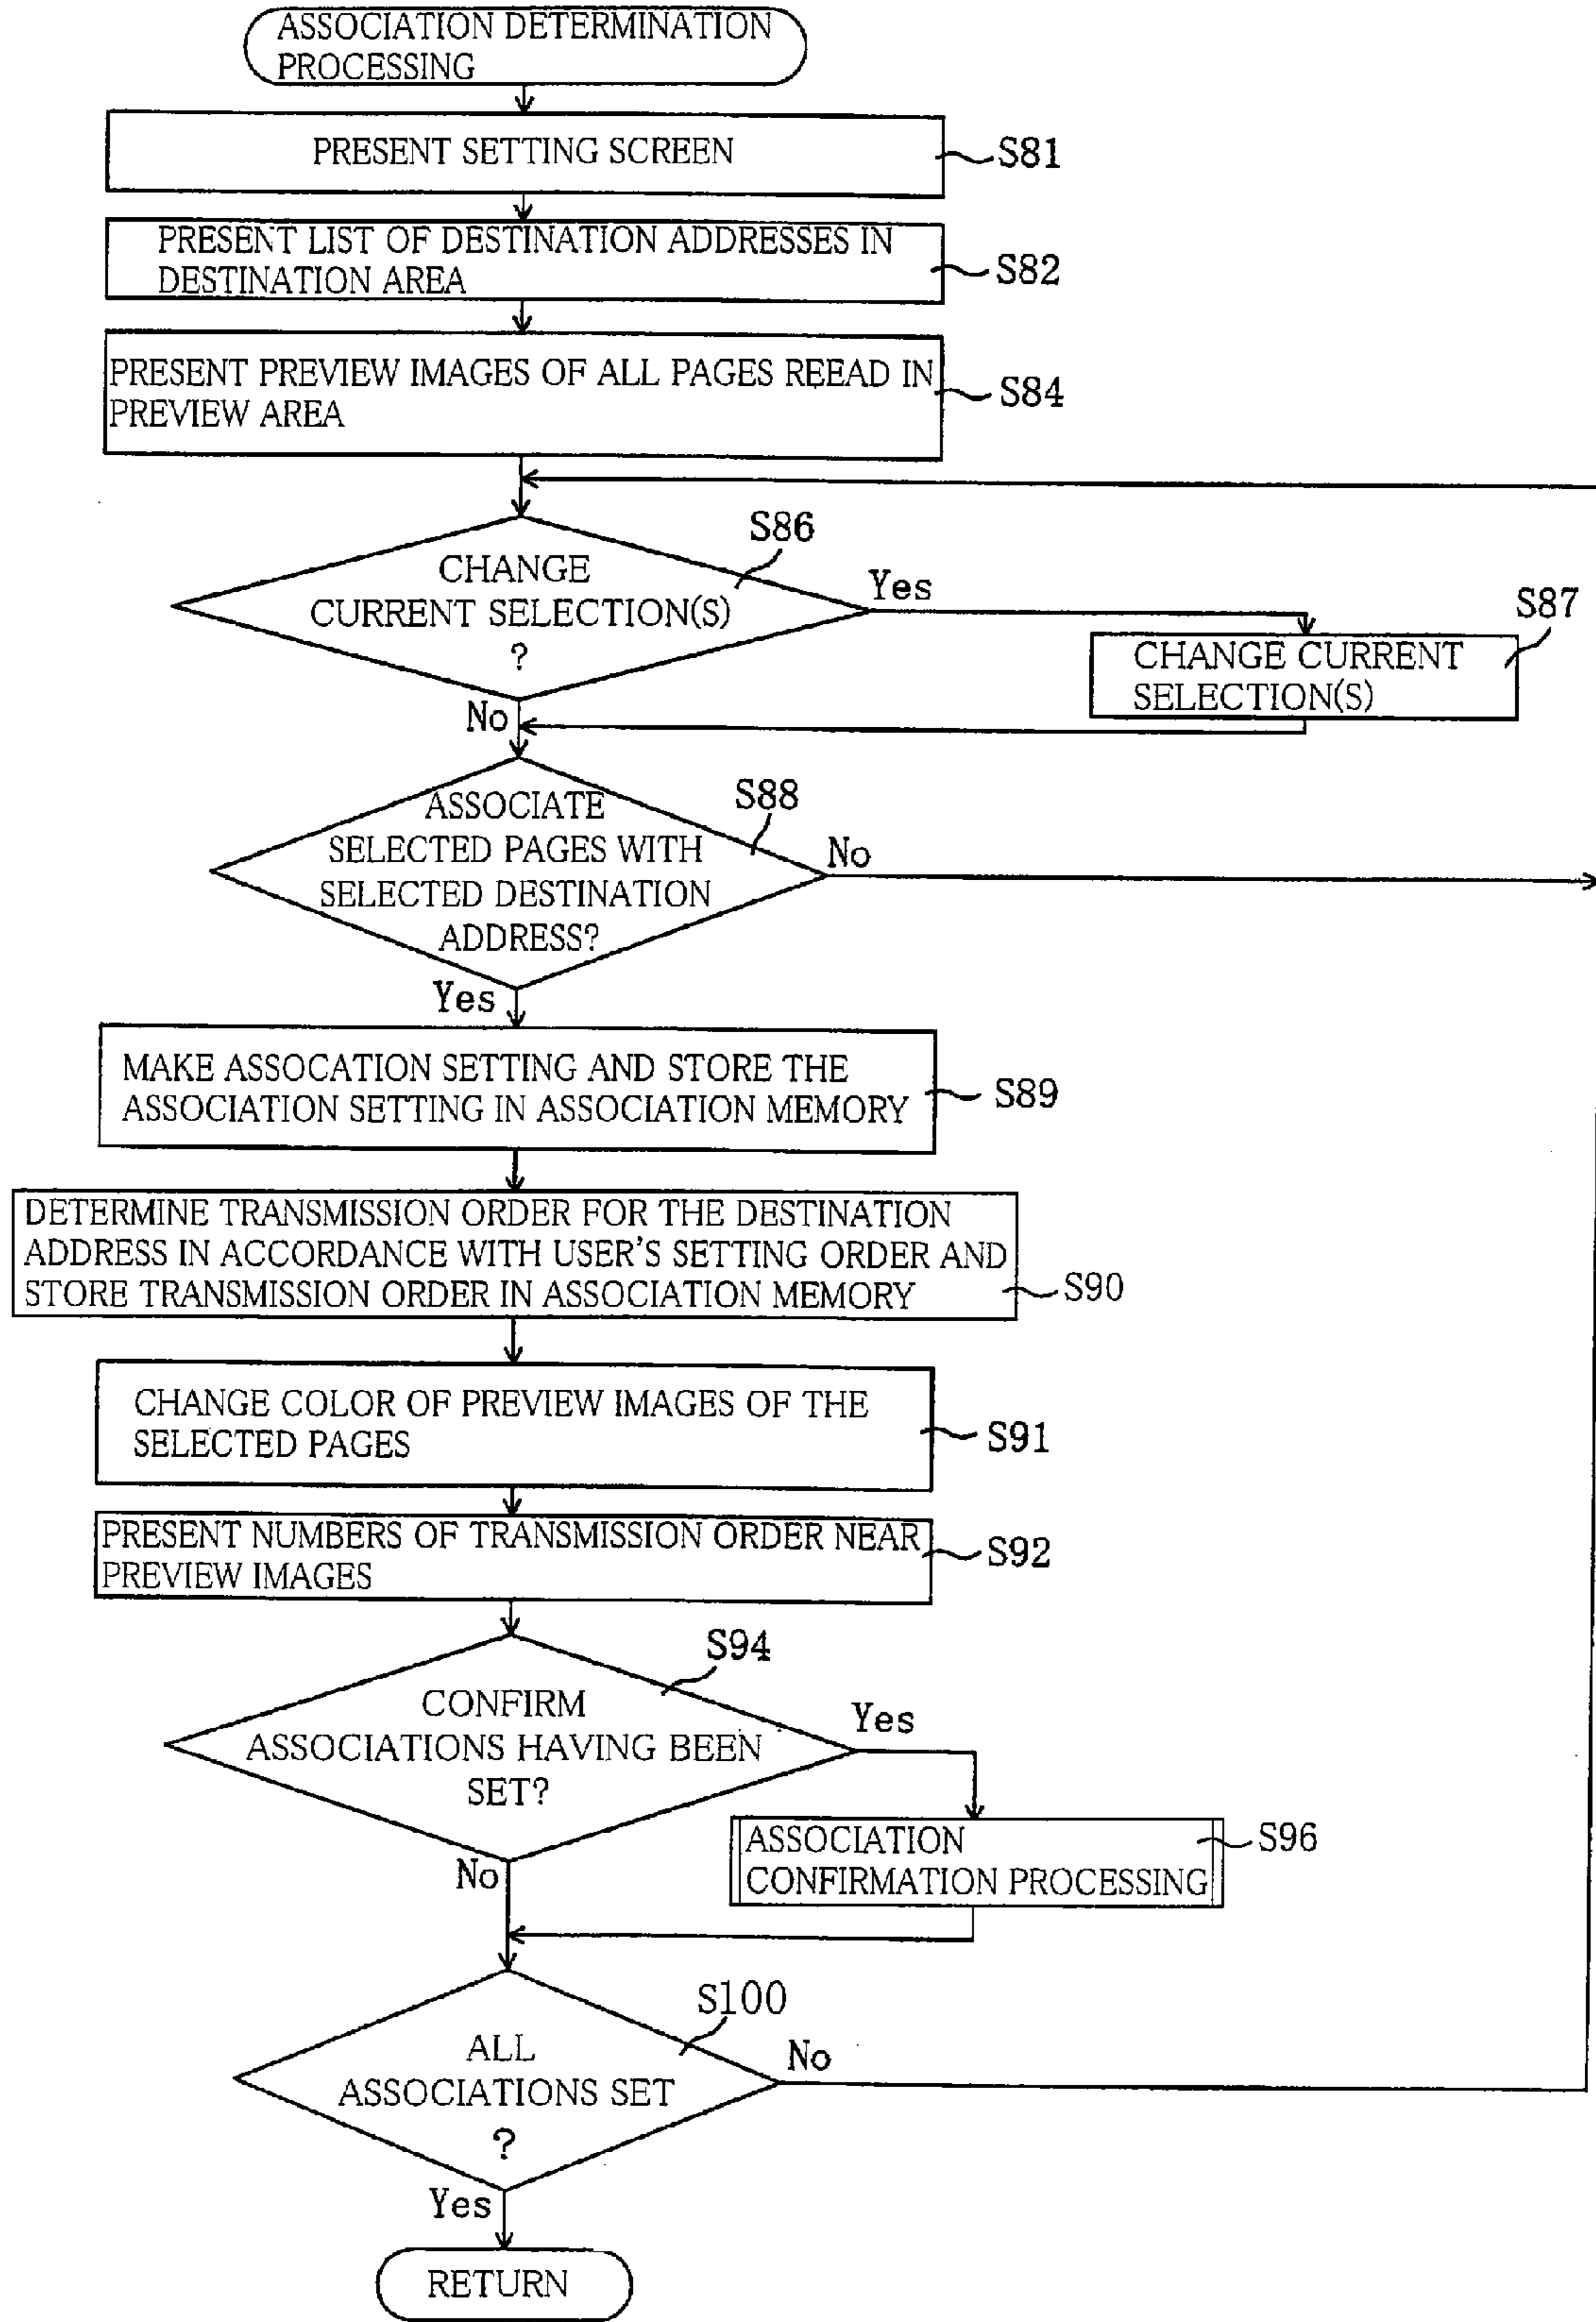 ASSOCIATION DETERMINATION
PROCESSING
PRESENT SETTING SCREEN
S81
PRESENT LIST OF DESTINATION ADDRESSES IN
DESTINATION AREA
S82
PRESENT PREVIEW IMAGES OF ALL PAGES REEAD IN
PREVIEW AREA
S84
S86
CHANGE
CURRENT SELECTION(S)
?
Yes
S87
CHANGE CURRENT
SELECTION(S)
No
S88
ASSOCIATE
SELECTED PAGES WITH
SELECTED DESTINATION
ADDRESS?
No
Yes
MAKE ASSOCATION SETTING AND STORE THE
ASSOCIATION SETTING IN ASSOCIATION MEMORY
S89
DETERMINE TRANSMISSION ORDER FOR THE DESTINATION
ADDRESS IN ACCORDANCE WITH USER'S SETTING ORDER AND
STORE TRANSMISSION ORDER IN ASSOCIATION MEMORY
S90
CHANGE COLOR OF PREVIEW IMAGES OF THE
SELECTED PAGES
S91
PRESENT NUMBERS OF TRANSMISSION ORDER NEAR
PREVIEW IMAGES
S92
S94
CONFIRM
ASSOCIATIONS HAVING BEEN
SET?
Yes
ASSOCIATION
CONFIRMATION PROCESSING
S96
No
S100
ALL
ASSOCIATIONS SET
?
No
Yes
RETURN